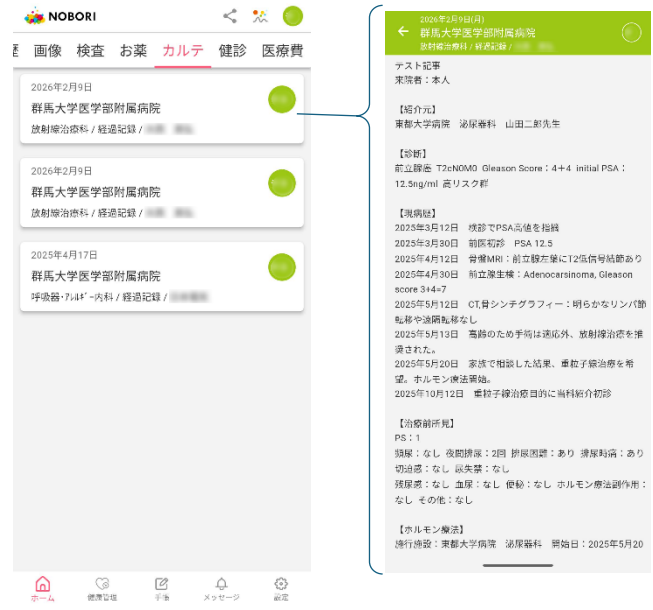 NOBORI
歴 画像 検査 お薬 カルテ 健診 医療費
2026年2月9日
群馬大学医学部附属病院
放射線治療科 / 経過記録 /
2026年2月9日
群馬大学医学部附属病院
放射線治療科 / 経過記録 /
2025年4月17日
群馬大学医学部附属病院
呼吸器・アレルギー内科 / 経過記録 /
ホーム 健康管理 手帳 メッセージ 設定
2026年2月9日(月)
群馬大学医学部附属病院
放射線治療科 / 経過記録 /
テスト記事
来院者：本人
【紹介元】
東都大学病院 泌尿器科 山田二郎先生
【診断】
前立腺癌 T2cN0M0 Gleason Score：4＋4 initial PSA：
12.5ng/ml 高リスク群
【現病歴】
2025年3月12日 検診でPSA高値を指摘
2025年3月30日 前医初診 PSA 12.5
2025年4月12日 骨盤MRI：前立腺左葉にT2低信号結節あり
2025年4月30日 前立腺生検：Adenocarcinoma, Gleason
score 3+4=7
2025年5月12日 CT,骨シンチグラフィー：明らかなリンパ節
転移や遠隔転移なし
2025年5月13日 高齢のため手術は適応外、放射線治療を推
奨された。
2025年5月20日 家族で相談した結果、重粒子線治療を希
望。ホルモン療法開始。
2025年10月12日 重粒子線治療目的に当科紹介初診
【治療前所見】
PS：1
頻尿：なし 夜間排尿：2回 排尿困難：あり 排尿時痛：あり
切迫感：なし 尿失禁：なし
残尿感：なし 血尿：なし 便秘：なし ホルモン療法副作用：
なし その他：なし
【ホルモン療法】
施行施設：東都大学病院 泌尿器科 開始日：2025年5月20